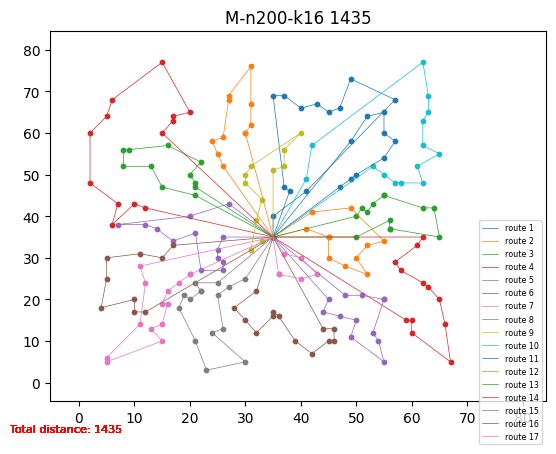 M-n200-k16 1435
80
70
60
50
40
30
20
10
0
0
10
20
30
40
50
60
70
80
route 1
route 2
route 3
route 4
route 5
route 6
route 7
route 8
route 9
route 10
route 11
route 12
route 13
route 14
route 15
route 16
route 17
Total distance: 1435